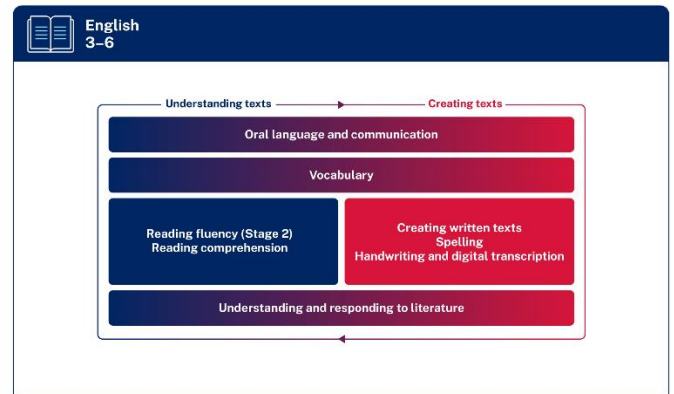 English
3–6
Understanding texts
Creating texts
Oral language and communication
Vocabulary
Reading fluency (Stage 2)
Reading comprehension
Creating written texts
Spelling
Handwriting and digital transcription
Understanding and responding to literature